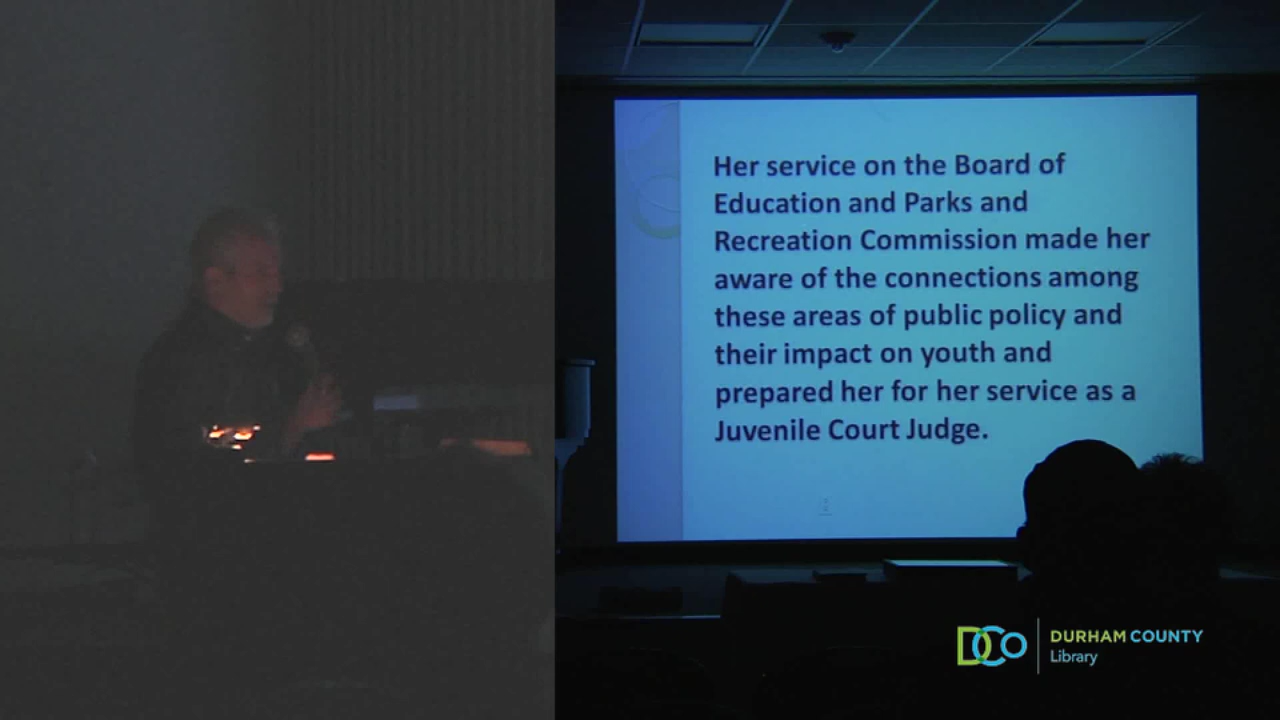 Her service on the Board of
Education and Parks and
Recreation Commission made her
aware of the connections among
these areas of public policy and
their impact on youth and
prepared her for her service as a
Juvenile Court Judge.
DCo
DURHAM COUNTY
Library